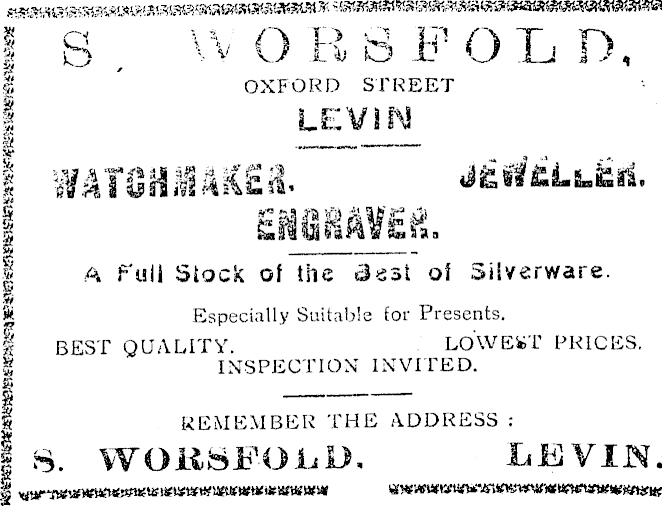 S. WORSFOLD,
OXFORD STREET
LEVIN
WATCHMAKER. JEWELLER.
ENGRAVER.
A Full Stock of the Best of Silverware.
Especially Suitable for Presents.
BEST QUALITY. LOWEST PRICES.
INSPECTION INVITED.
REMEMBER THE ADDRESS :
S. WORSFOLD, LEVIN.